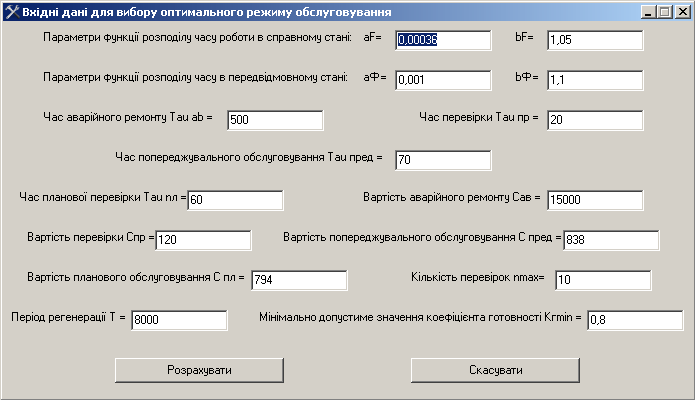 Вхідні дані для вибору оптимального режиму обслуговування
Параметри функції розподілу часу роботи в справному стані: aF= 0,00036 bF= 1,05
Параметри функції розподілу часу в передвідмовному стані: aФ= 0,001 bФ= 1,1
Час аварійного ремонту Tau ab = 500 Час перевірки Tau пр = 20
Час попереджувального обслуговування Tau пред = 70
Час планової перевірки Tau пл = 60 Вартість аварійного ремонту Сав = 15000
Вартість перевірки Спр = 120 Вартість попереджувального обслуговування С пред = 838
Вартість планового обслуговування С пл = 794 Кількість перевірок nmax= 10
Період регенерації T = 8000 Мінімально допустиме значення коефіцієнта готовності Кгmin = 0,8
Розрахувати Скасувати